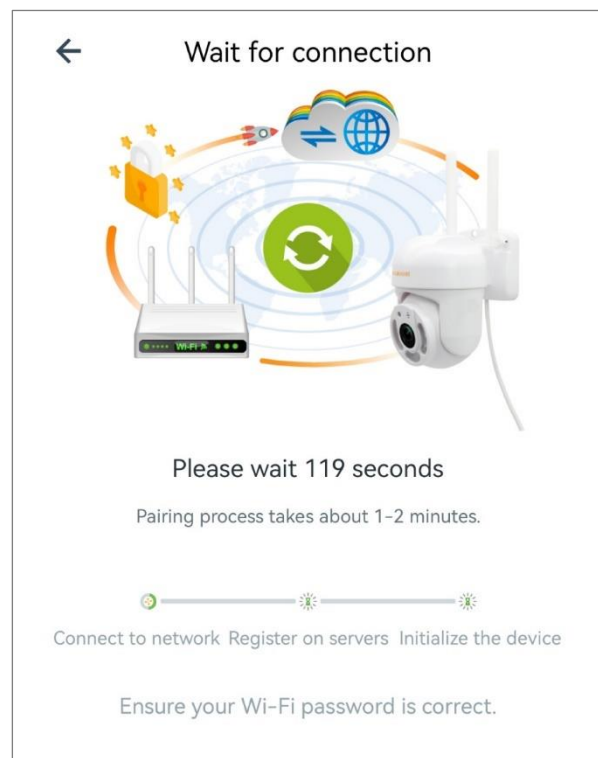 Wait for connection
Wi-Fi
Please wait 119 seconds
Pairing process takes about 1-2 minutes.
Connect to network Register on servers Initialize the device
Ensure your Wi-Fi password is correct.